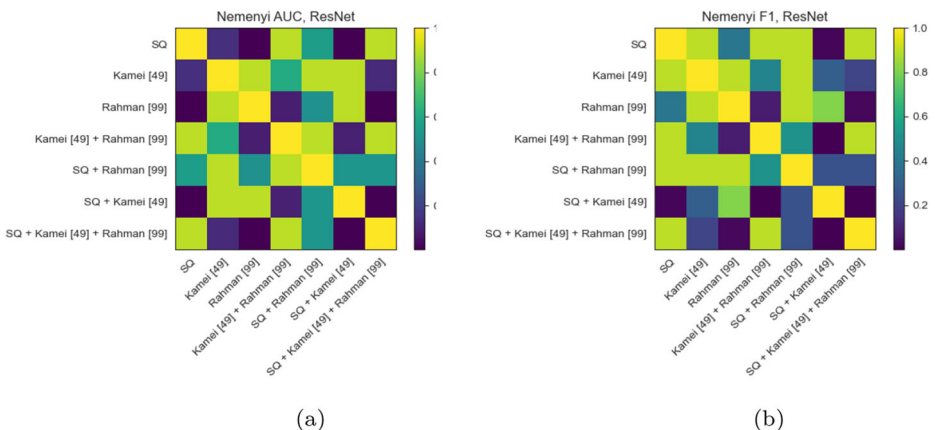 Nemenyi AUC, ResNet
SQ
Kamei [49]
Rahman [99]
Kamei [49] + Rahman [99]
SQ + Rahman [99]
SQ + Kamei [49]
SQ + Kamei [49] + Rahman [99]
SQ
Kamei [49]
Rahman [99]
Kamei [49] + Rahman [99]
SQ + Rahman [99]
SQ + Kamei [49]
SQ + Kamei [49] + Rahman [99]
(a)
Nemenyi F1, ResNet
SQ
Kamei [49]
Rahman [99]
Kamei [49] + Rahman [99]
SQ + Rahman [99]
SQ + Kamei [49]
SQ + Kamei [49] + Rahman [99]
SQ
Kamei [49]
Rahman [99]
Kamei [49] + Rahman [99]
SQ + Rahman [99]
SQ + Kamei [49]
SQ + Kamei [49] + Rahman [99]
1.0
0.8
0.6
0.4
0.2
(b)